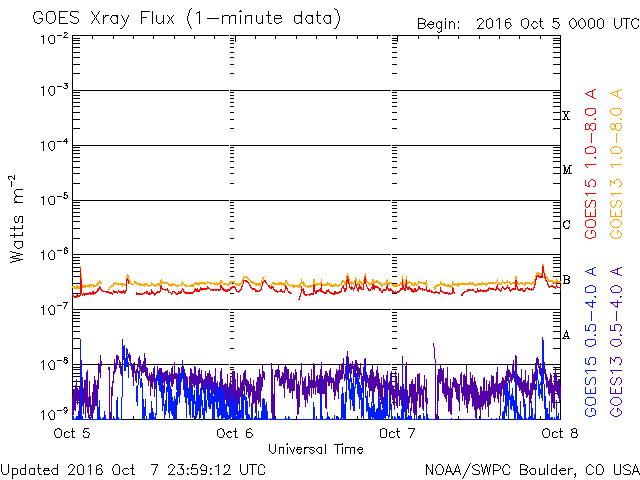 GOES Xray Flux (1-minute data)
Begin: 2016 Oct 5 0000 UTC
10⁻²
10⁻³
10⁻⁴
10⁻⁵
10⁻⁶
10⁻⁷
10⁻⁸
10⁻⁹
Watts m⁻²
X
M
C
B
A
GOES15 1.0-8.0 A
GOES13 1.0-8.0 A
GOES15 0.5-4.0 A
GOES13 0.5-4.0 A
Oct 5 Oct 6 Oct 7 Oct 8
Universal Time
Updated 2016 Oct 7 23:59:12 UTC
NOAA/SWPC Boulder, CO USA